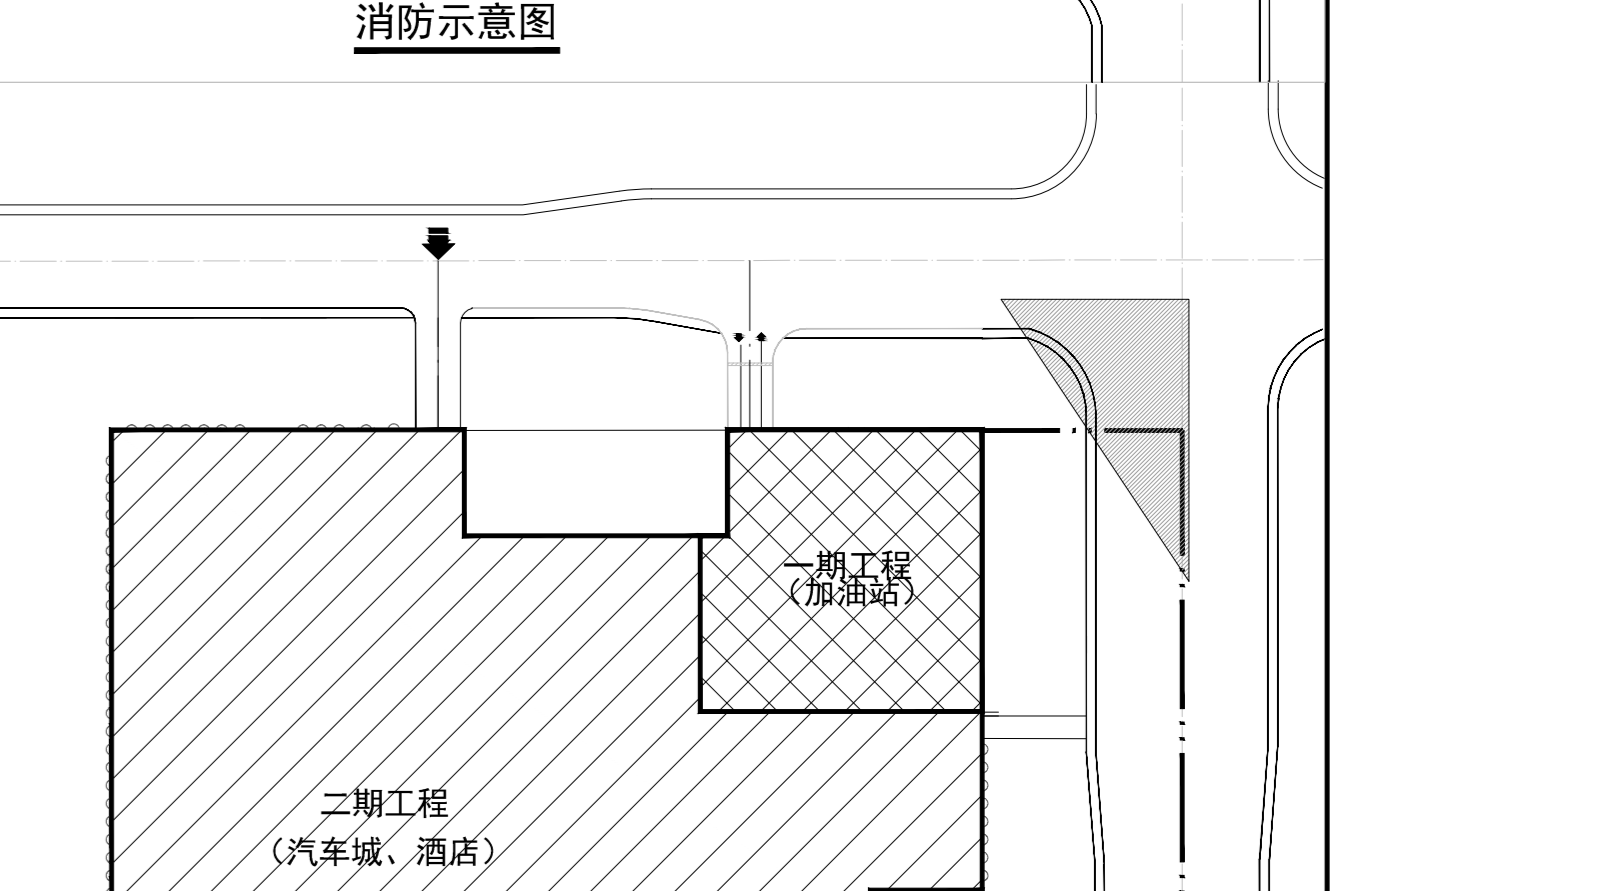 消防示意图
一期工程
（加油站）
二期工程
（汽车城、酒店）